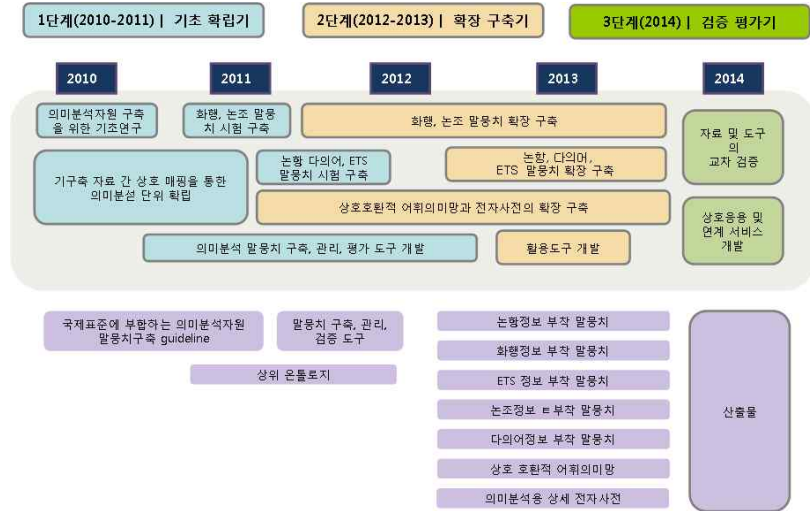 1단계(2010-2011) | 기초 확립기
2단계(2012-2013) | 확장 구축기
3단계(2014) | 검증 평가기
2010
2011
2012
2013
2014
의미분석자원 구축
을 위한 기초연구
화행, 논조 말뭉
치 시험 구축
화행, 논조 말뭉치 확장 구축
자료 및 도구
의
교차 검증
기구축 자료 간 상호 매핑을 통한
의미분석 단위 확립
논항 다의어, ETS
말뭉치 시험 구축
논항, 다의어,
ETS 말뭉치 확장 구축
상호호환적 어휘의미망과 전자사전의 확장 구축
상호응용 및
연계 서비스
개발
의미분석 말뭉치 구축, 관리, 평가 도구 개발
활용도구 개발
국제표준에 부합하는 의미분석자원
말뭉치구축 guideline
말뭉치 구축, 관리,
검증 도구
상위 온톨로지
논항정보 부착 말뭉치
화행정보 부착 말뭉치
ETS 정보 부착 말뭉치
논조정보 ㅌ부착 말뭉치
다의어정보 부착 말뭉치
상호 호환적 어휘의미망
의미분석용 상세 전자사전
산출물